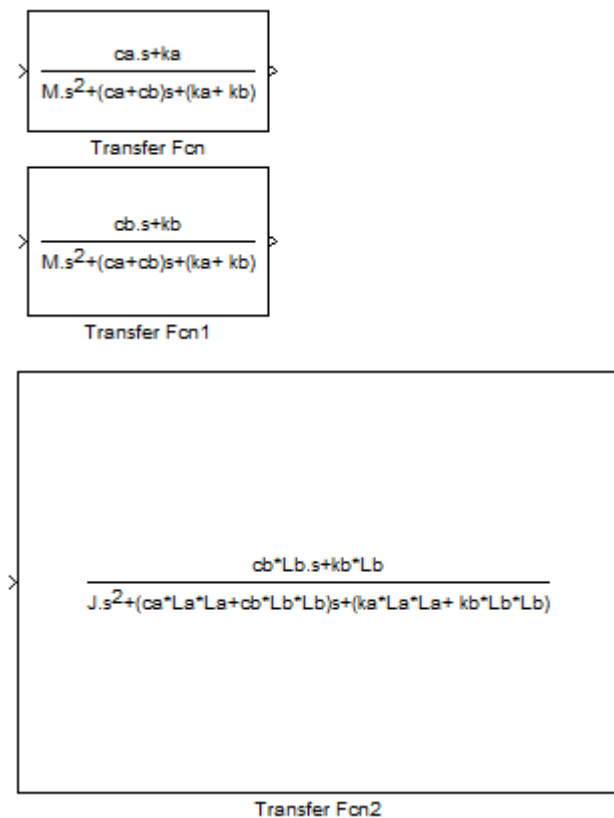 ca.s+ka
M.s²+(ca+cb)s+(ka+ kb)
Transfer Fcn
cb.s+kb
M.s²+(ca+cb)s+(ka+ kb)
Transfer Fcn1
cb*Lb.s+kb*Lb
J.s²+(ca*La*La+cb*Lb*Lb)s+(ka*La*La+ kb*Lb*Lb)
Transfer Fcn2